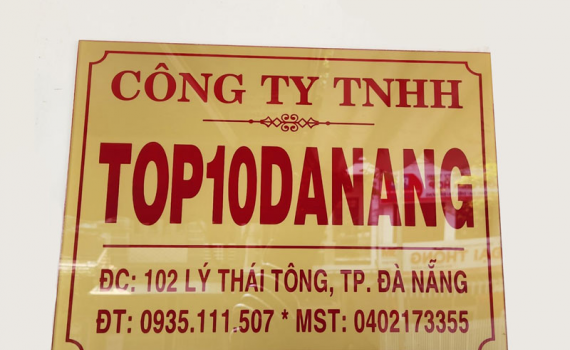 CÔNG TY TNHH
TOP10DANANG
ĐC: 102 LÝ THÁI TÔNG, TP. ĐÀ NẴNG
ĐT: 0935.111.507 * MST: 0402173355